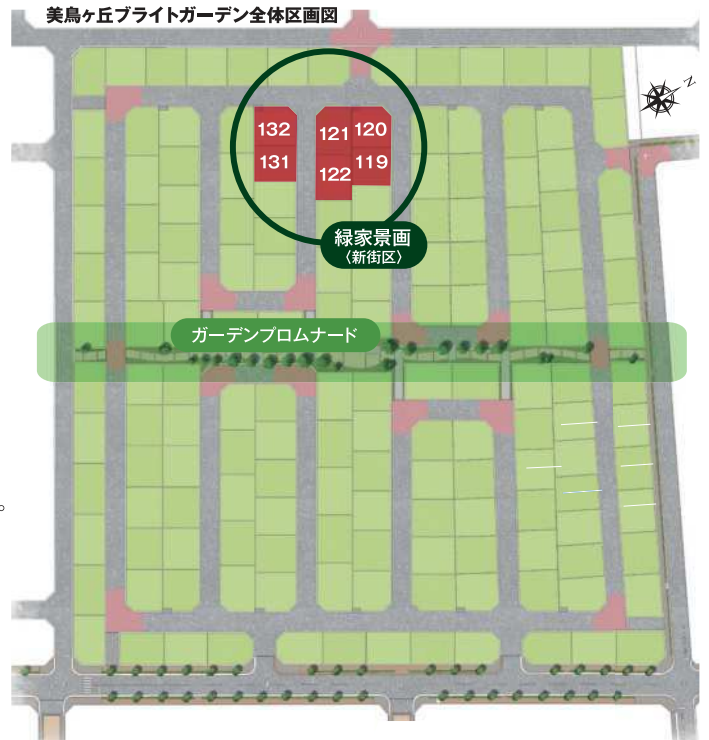 美鳥ヶ丘ブライトガーデン全体区画図
N
132
121 120
131
122 119
緑家景画
〈新街区〉
ガーデンプロムナード
。